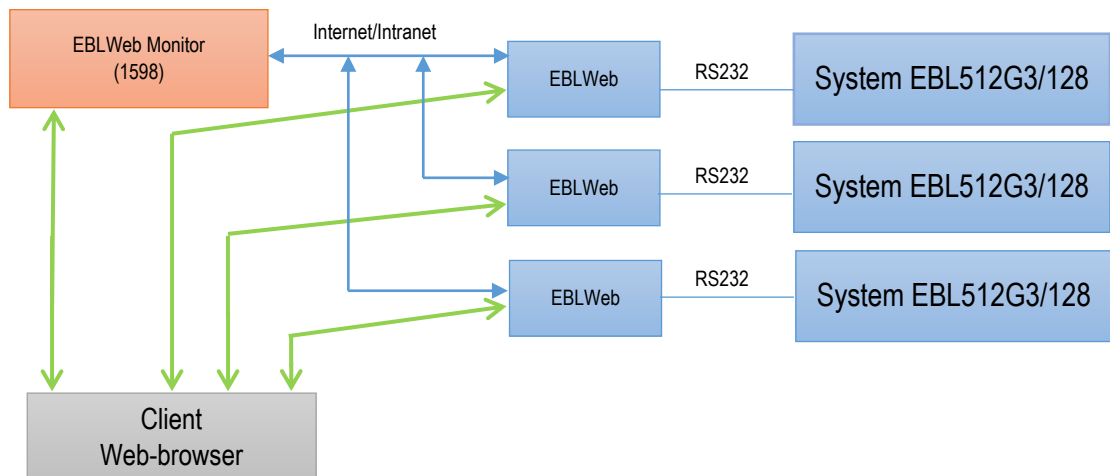 EBLWeb Monitor
(1598)
Internet/Intranet
EBLWeb
RS232
System EBL512G3/128
EBLWeb
RS232
System EBL512G3/128
EBLWeb
RS232
System EBL512G3/128
Client
Web-browser